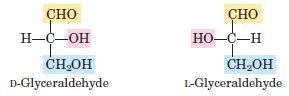 CHO CHO
H—C—OH HO—C—H
CH₂OH CH₂OH
D-Glyceraldehyde L-Glyceraldehyde